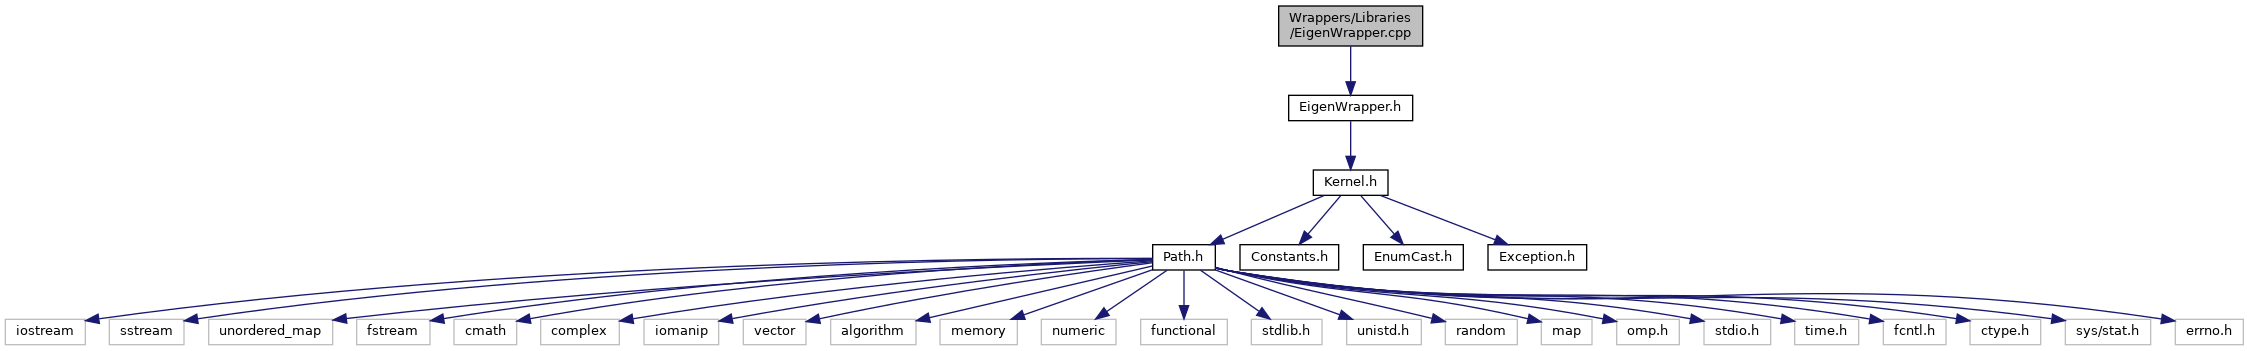 Wrappers/Libraries
/EigenWrapper.cpp
EigenWrapper.h
Kernel.h
Path.h
Constants.h
EnumCast.h
Exception.h
iostream
sstream
unordered_map
fstream
cmath
complex
iomanip
vector
algorithm
memory
numeric
functional
stdlib.h
unistd.h
random
map
omp.h
stdio.h
time.h
fcntl.h
ctype.h
sys/stat.h
errno.h